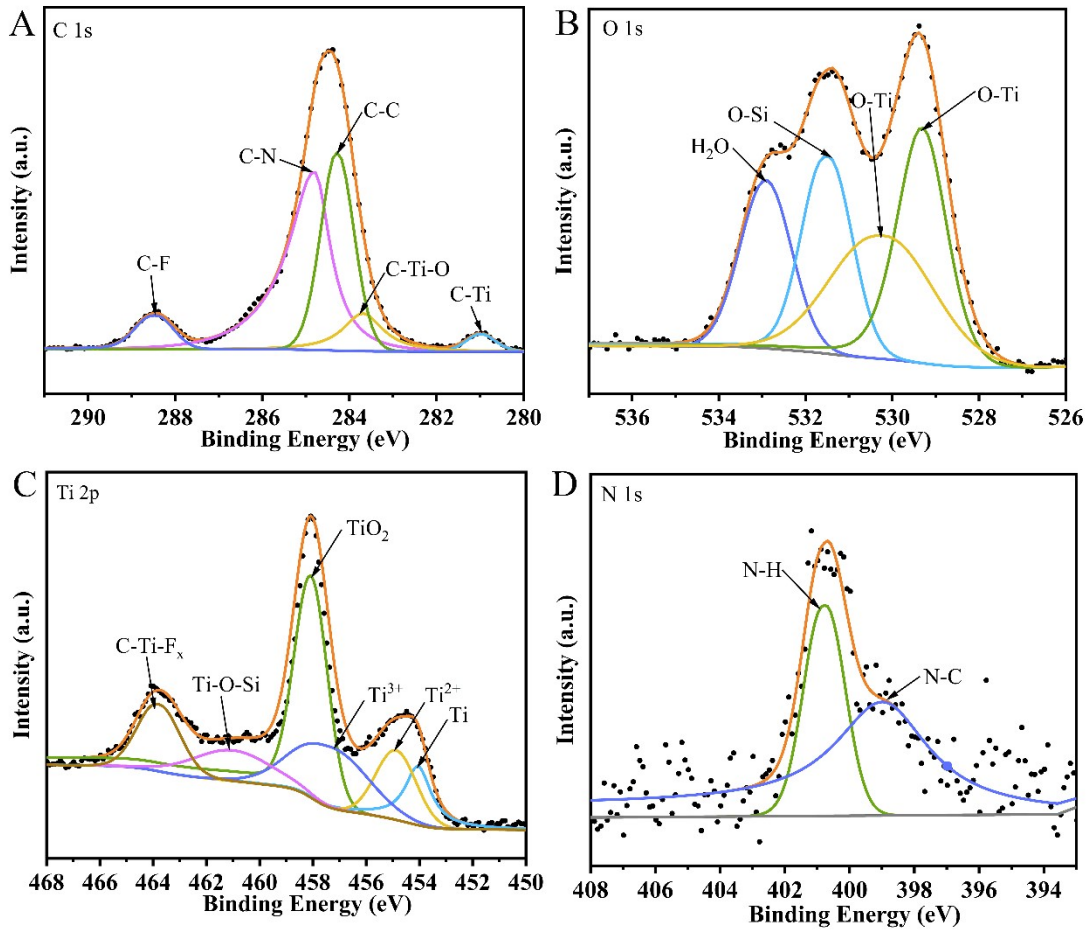 A
C 1s
C-C
C-N
C-F
C-Ti-O
C-Ti
Intensity (a.u.)
290 288 286 284 282 280
Binding Energy (eV)
B
O 1s
O-Ti
O-Ti
O-Si
H₂O
Intensity (a.u.)
536 534 532 530 528 526
Binding Energy (eV)
C
Ti 2p
TiO₂
C-Ti-Fₓ
Ti-O-Si
Ti³⁺
Ti²⁺
Ti
Intensity (a.u.)
468 466 464 462 460 458 456 454 452 450
Binding Energy (eV)
D
N 1s
N-H
N-C
Intensity (a.u.)
408 406 404 402 400 398 396 394
Binding Energy (eV)